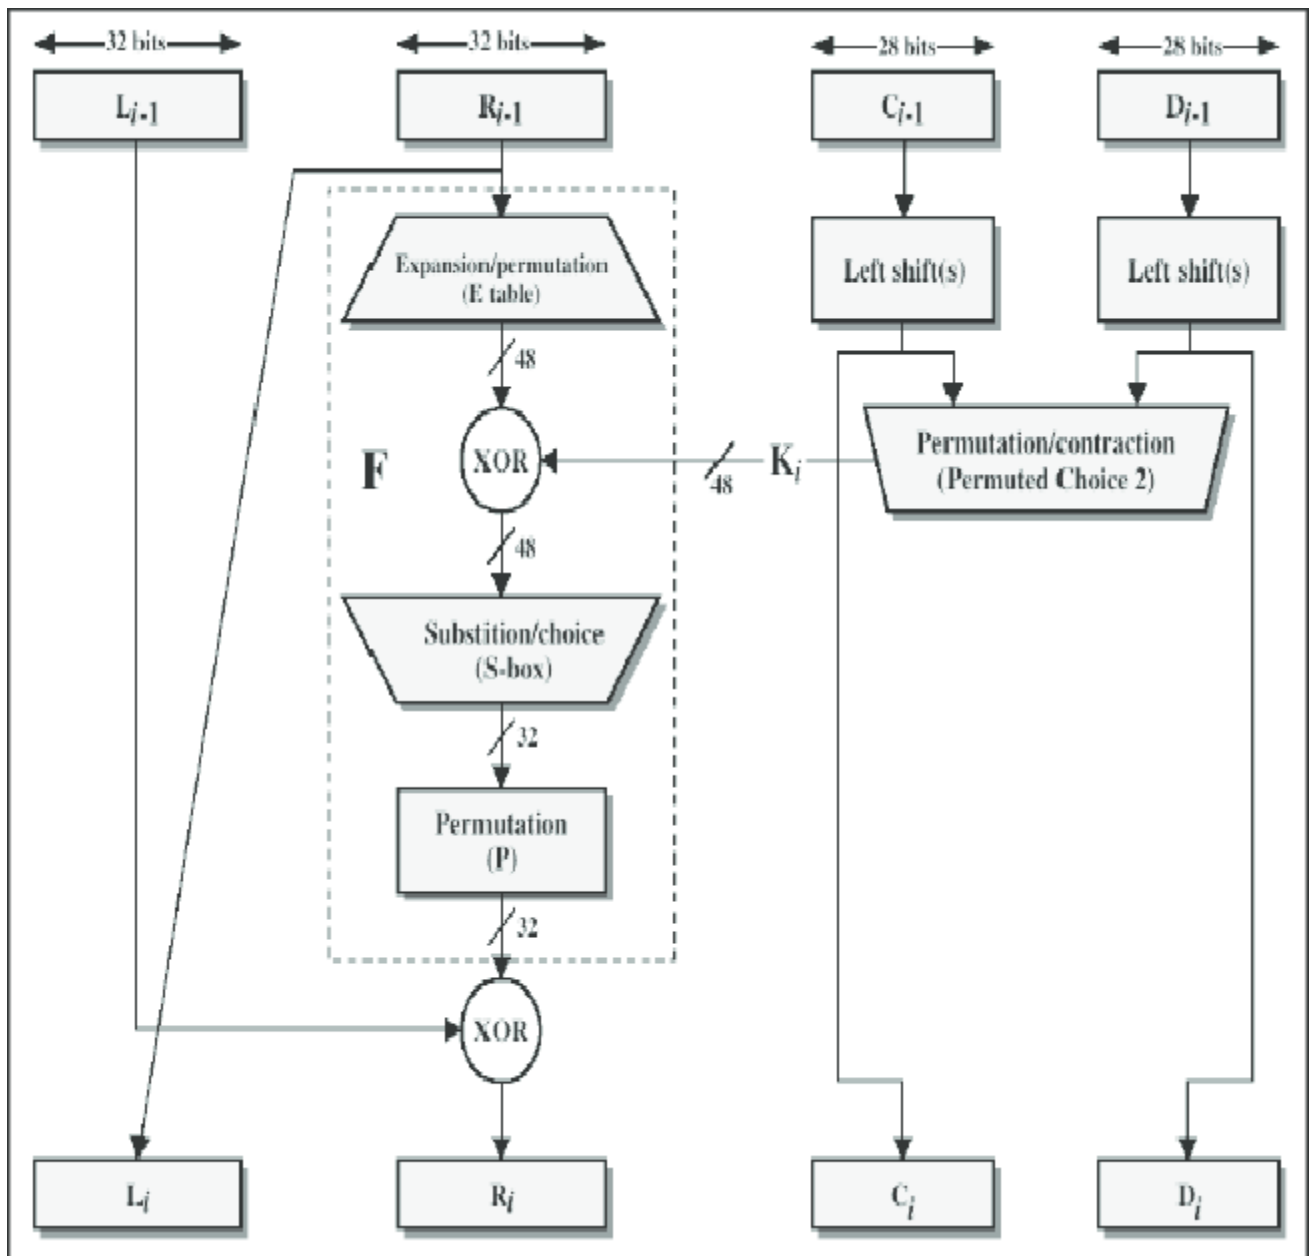 32 bits
32 bits
28 bits
28 bits
Li-1
Ri-1
Ci-1
Di-1
Expansion/permutation
(E table)
Left shift(s)
Left shift(s)
48
F
XOR
48
Ki
Permutation/contraction
(Permuted Choice 2)
48
Substition/choice
(S-box)
32
Permutation
(P)
32
XOR
Li
Ri
Ci
Di